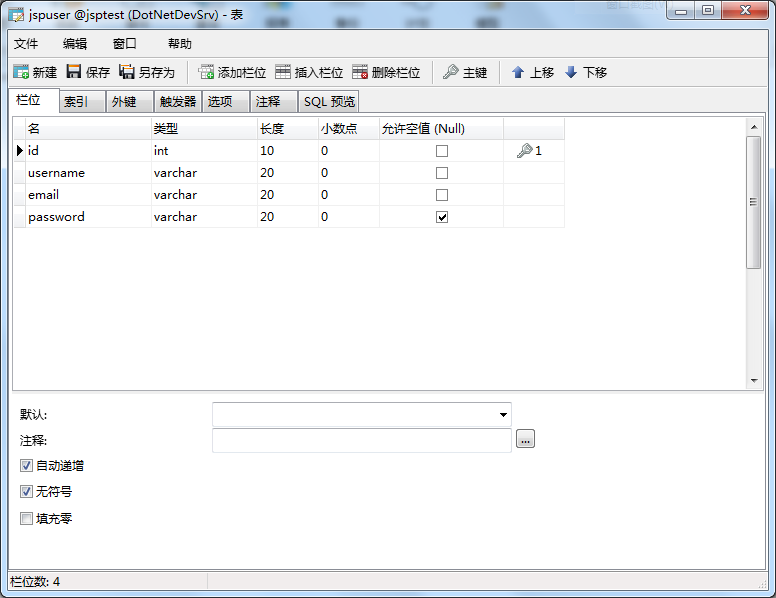 jspuser @jsptest (DotNetDevSrv) - 表
文件 编辑 窗口 帮助
新建 保存 另存为 添加栏位 插入栏位 删除栏位 主键 上移 下移
栏位 索引 外键 触发器 选项 注释 SQL 预览
名 类型 长度 小数点 允许空值 (Null)
id int 10 0 1
username varchar 20 0
email varchar 20 0
password varchar 20 0
默认:
注释:
...
自动递增
无符号
填充零
栏位数: 4